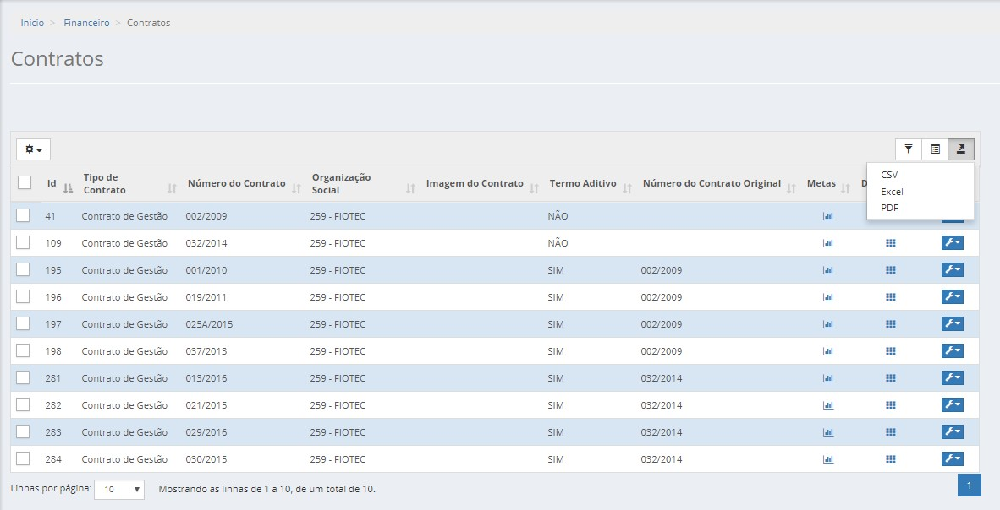 Início > Financeiro > Contratos
Contratos
CSV
Excel
PDF
Id Tipo de Contrato Número do Contrato Organização Social Imagem do Contrato Termo Aditivo Número do Contrato Original Metas D
41 Contrato de Gestão 002/2009 259 - FIOTEC NÃO
109 Contrato de Gestão 032/2014 259 - FIOTEC NÃO
195 Contrato de Gestão 001/2010 259 - FIOTEC SIM 002/2009
196 Contrato de Gestão 019/2011 259 - FIOTEC SIM 002/2009
197 Contrato de Gestão 025A/2015 259 - FIOTEC SIM 002/2009
198 Contrato de Gestão 037/2013 259 - FIOTEC SIM 002/2009
281 Contrato de Gestão 013/2016 259 - FIOTEC SIM 032/2014
282 Contrato de Gestão 021/2015 259 - FIOTEC SIM 032/2014
283 Contrato de Gestão 029/2016 259 - FIOTEC SIM 032/2014
284 Contrato de Gestão 030/2015 259 - FIOTEC SIM 032/2014
Linhas por página: 10 Mostrando as linhas de 1 a 10, de um total de 10. 1